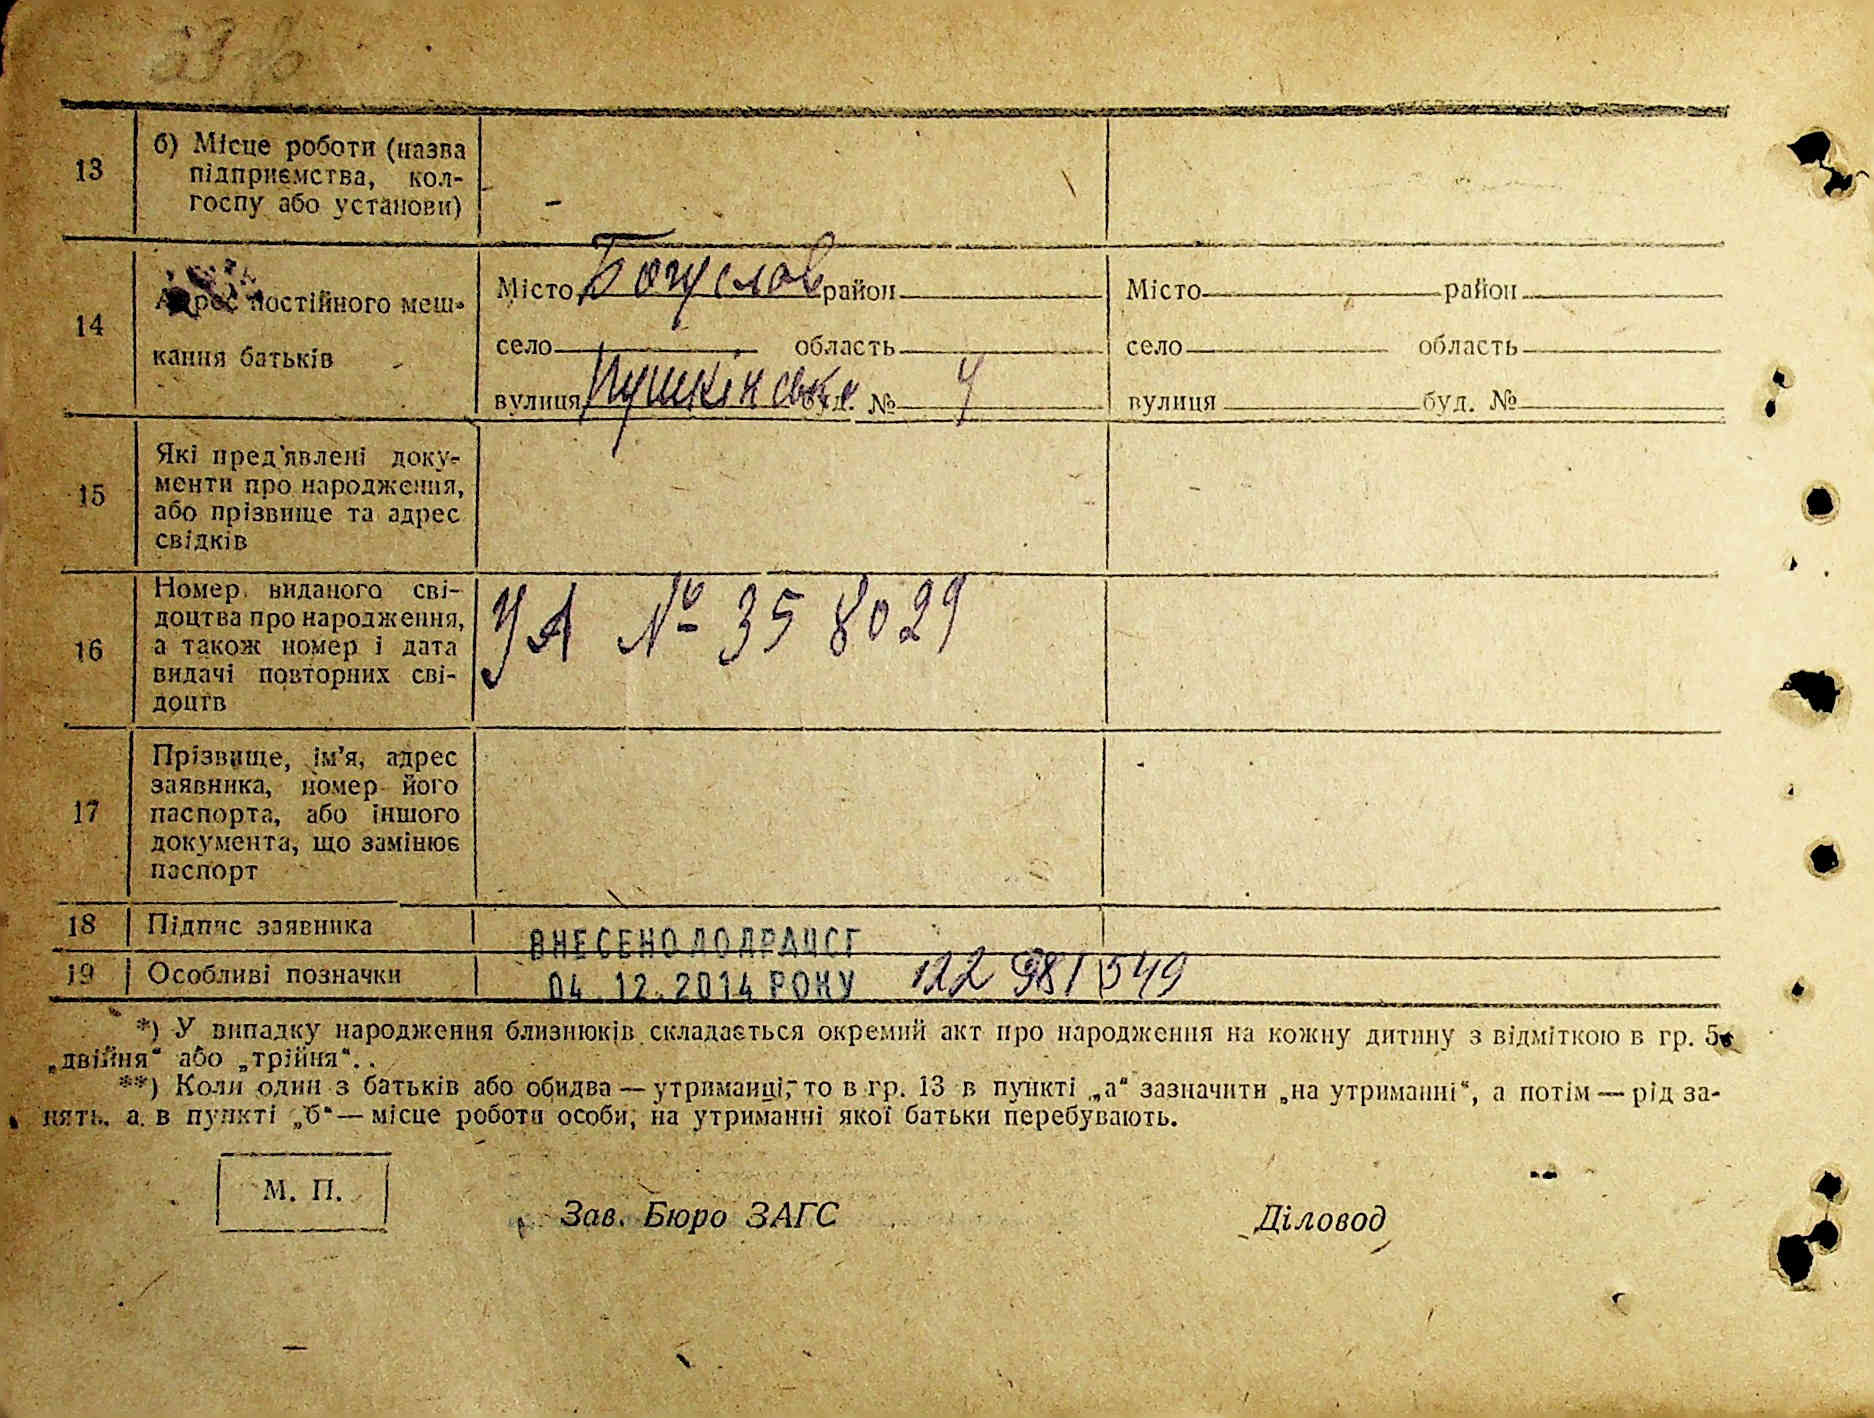 13
б) Місце роботи (назва
підприємства, кол-
госпу або установи)
-
14
Адрес постійного меш-
кання батьків
Місто Богуслав район
село область
вулиця Пушкінська буд. № 4
Місто район
село область
вулиця буд. №
15
Які пред'явлені доку-
менти про народження,
або прізвище та адрес
свідків
16
Номер виданого сві-
доцтва про народження,
а також номер і дата
видачі повторних сві-
доцтв
УА № 358029
17
Прізвище, ім'я, адрес
заявника, номер його
паспорта, або іншого
документа, що замінює
паспорт
18
Підпис заявника
ВНЕСЕНО ДО ДРАЦСГ
19
Особливі позначки
04.12.2014 РОКУ 122 981 549
*) У випадку народження близнюків складається окремий акт про народження на кожну дитину з відміткою в гр. 5
„двійня“ або „трійня“.
**) Коли один з батьків або обидва — утриманці, то в гр. 13 в пункті „а“ зазначити „на утриманні“, а потім — рід за-
нять, а в пункті „б“ — місце роботи особи, на утриманні якої батьки перебувають.
М. П.
Зав. Бюро ЗАГС
Діловод